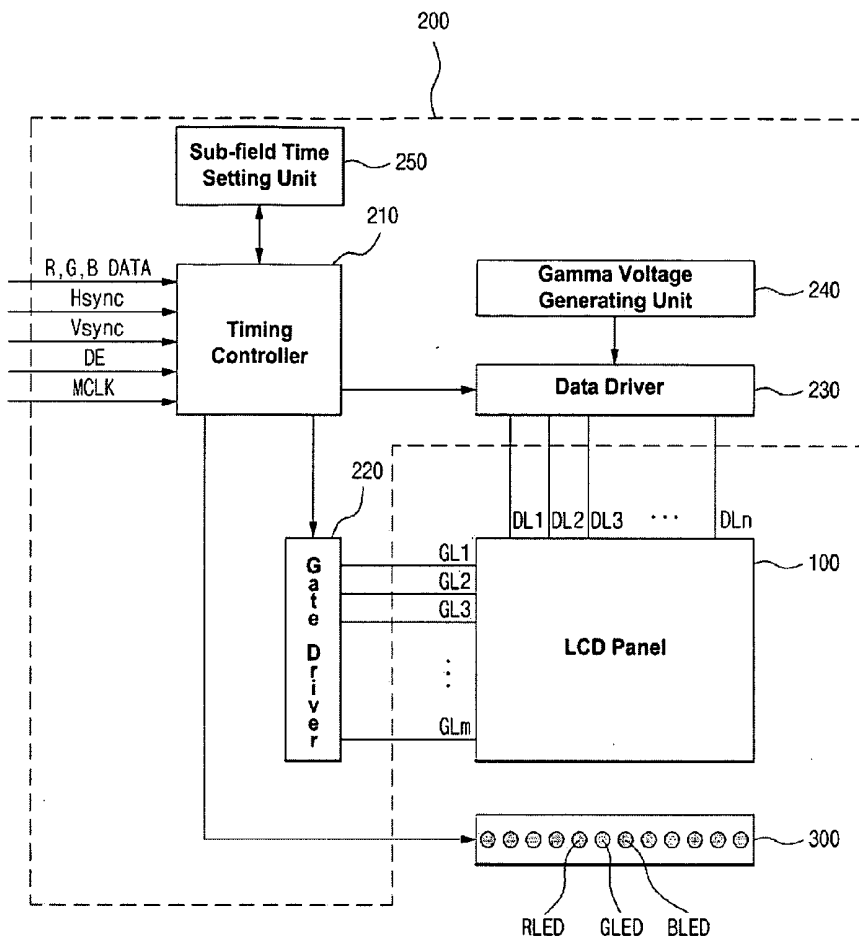 200
Sub-field Time
Setting Unit
250
210
R,G,B DATA
Hsync
Vsync
DE
MCLK
Timing
Controller
Gamma Voltage
Generating Unit
240
Data Driver
230
220
DL1 DL2 DL3 ... DLn
Gate Driver
GL1
GL2
GL3
GLm
100
LCD Panel
300
RLED GLED BLED